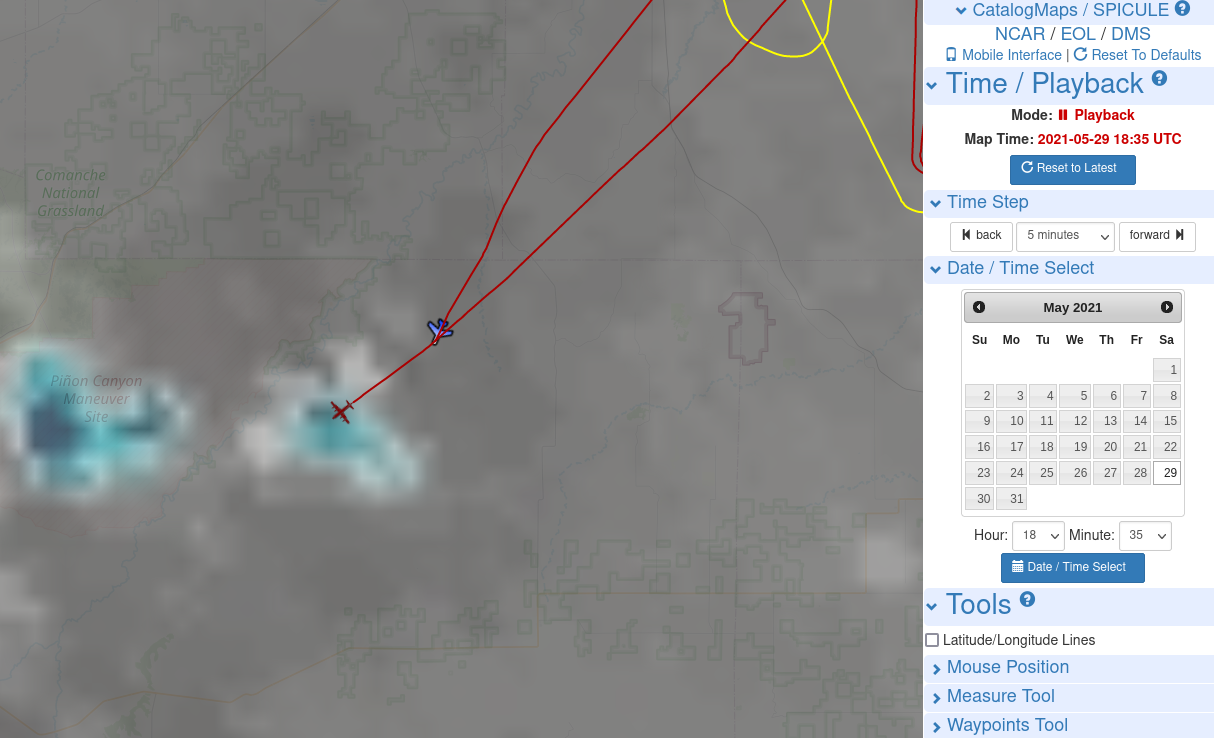 Comanche
National
Grassland
Piñon Canyon
Maneuver
Site
CatalogMaps / SPICULE ?
NCAR / EOL / DMS
Mobile Interface | Reset To Defaults
Time / Playback ?
Mode: Playback
Map Time: 2021-05-29 18:35 UTC
Reset to Latest
Time Step
back 5 minutes forward
Date / Time Select
May 2021
Su Mo Tu We Th Fr Sa
1
2 3 4 5 6 7 8
9 10 11 12 13 14 15
16 17 18 19 20 21 22
23 24 25 26 27 28 29
30 31
Hour: 18 Minute: 35
Date / Time Select
Tools ?
Latitude/Longitude Lines
Mouse Position
Measure Tool
Waypoints Tool